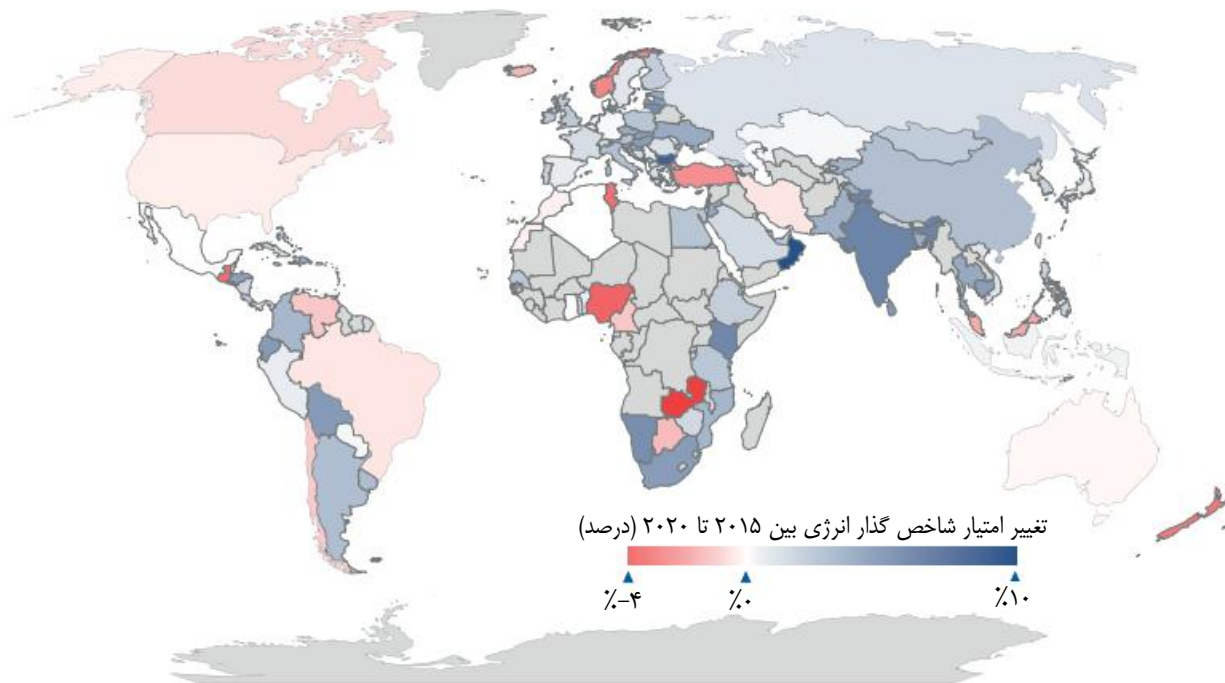 تغییر امتیاز شاخص گذار انرژی بین ۲۰۱۵ تا ۲۰۲۰ (درصد)
٪-۴
٪۰
٪۱۰